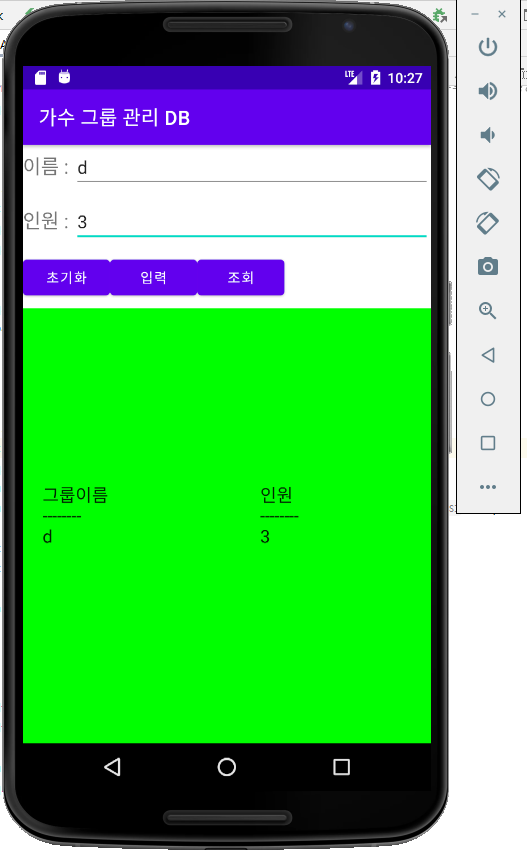 LTE 10:27
가수 그룹 관리 DB
이름 : d
인원 : 3
초기화 입력 조회
그룹이름 인원
-------- --------
d 3